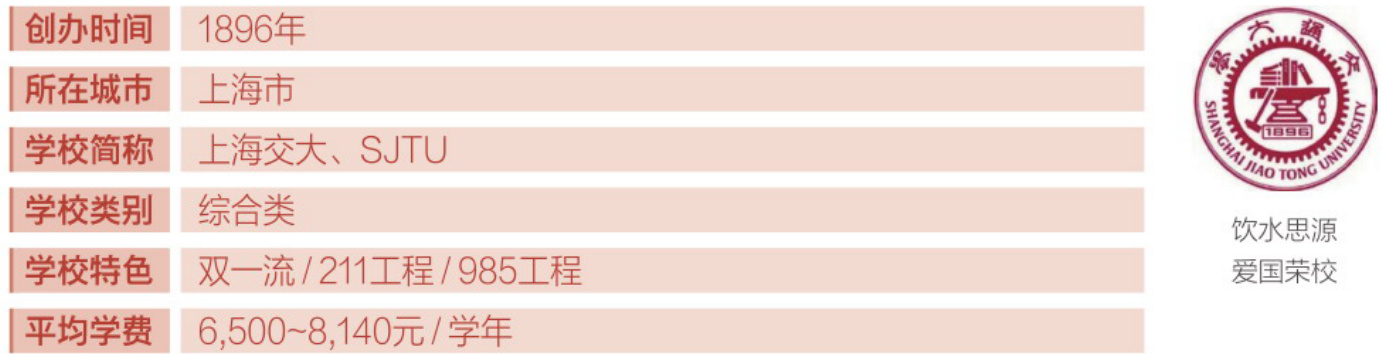 创办时间 1896年
所在城市 上海市
学校简称 上海交大、SJTU
学校类别 综合类
学校特色 双一流 / 211工程 / 985工程
平均学费 6,500~8,140元 / 学年
學大通交
1896
SHANGHAI JIAO TONG UNIVERSITY
饮水思源
爱国荣校